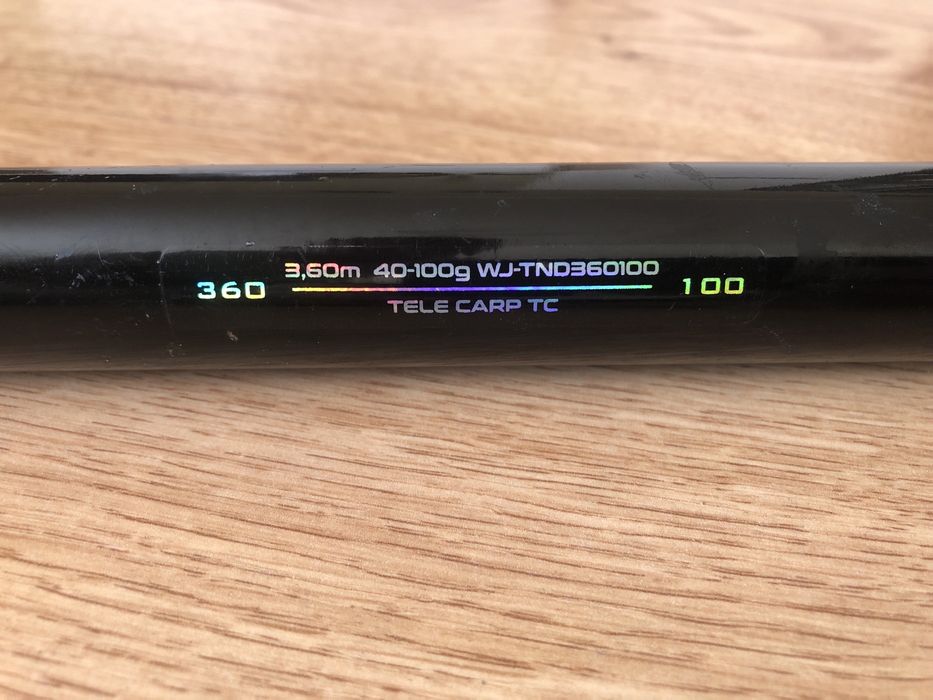 360 3,60m 40-100g WJ-TND360100 100
TELE CARP TC